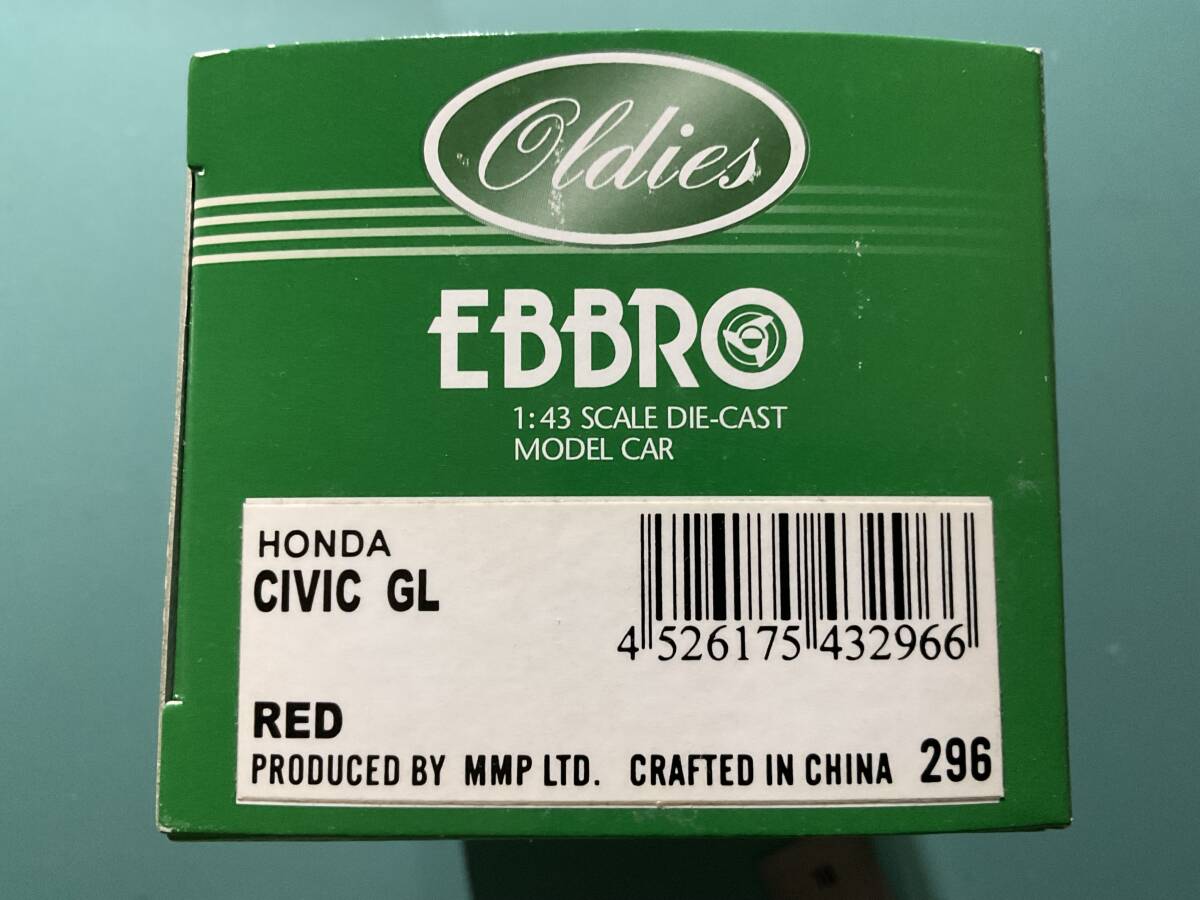 Oldies
EBBRO
1:43 SCALE DIE-CAST
MODEL CAR
HONDA
CIVIC GL
4 526175 432966
RED
PRODUCED BY MMP LTD. CRAFTED IN CHINA 296